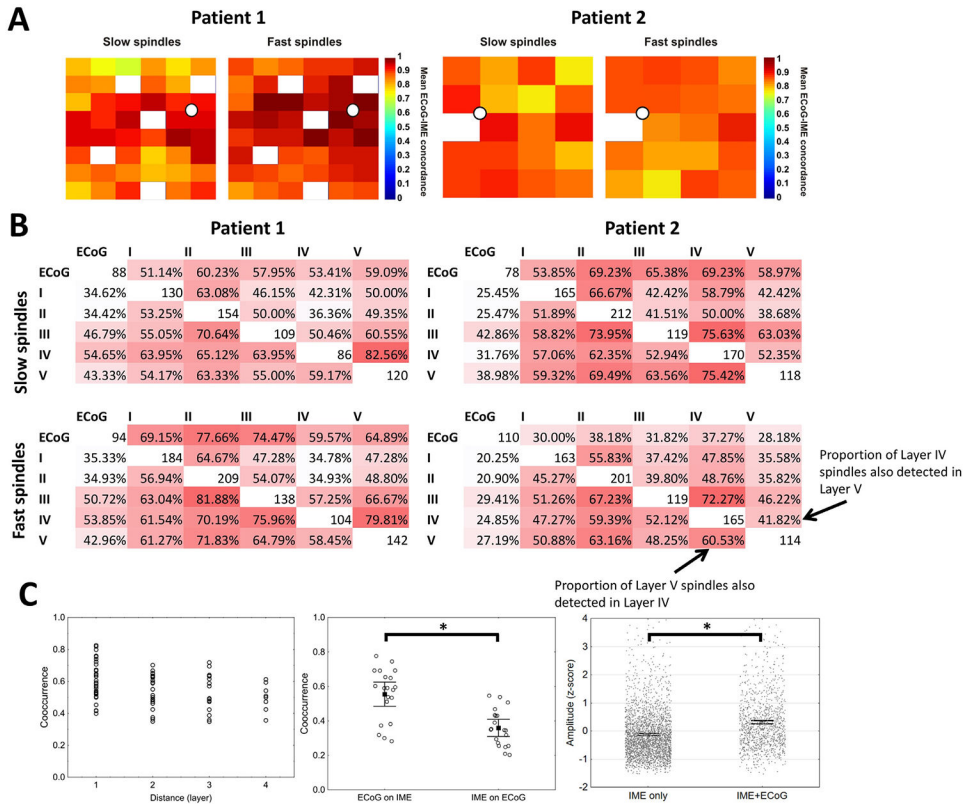 A
Patient 1
Patient 2
Slow spindles
Fast spindles
Slow spindles
Fast spindles
1
0.9
0.8
0.7
0.6
0.5
0.4
0.3
0.2
0.1
0
Mean ECoG-IME concordance
1
0.9
0.8
0.7
0.6
0.5
0.4
0.3
0.2
0.1
0
Mean ECoG-IME concordance
B
Patient 1
Patient 2
Slow spindles
ECoG I II III IV V
ECoG 88 51.14% 60.23% 57.95% 53.41% 59.09%
I 34.62% 130 63.08% 46.15% 42.31% 50.00%
II 34.42% 53.25% 154 50.00% 36.36% 49.35%
III 46.79% 55.05% 70.64% 109 50.46% 60.55%
IV 54.65% 63.95% 65.12% 63.95% 86 82.56%
V 43.33% 54.17% 63.33% 55.00% 59.17% 120
ECoG I II III IV V
ECoG 78 53.85% 69.23% 65.38% 69.23% 58.97%
I 25.45% 165 66.67% 42.42% 58.79% 42.42%
II 25.47% 51.89% 212 41.51% 50.00% 38.68%
III 42.86% 58.82% 73.95% 119 75.63% 63.03%
IV 31.76% 57.06% 62.35% 52.94% 170 52.35%
V 38.98% 59.32% 69.49% 63.56% 75.42% 118
Fast spindles
ECoG I II III IV V
ECoG 94 69.15% 77.66% 74.47% 59.57% 64.89%
I 35.33% 184 64.67% 47.28% 34.78% 47.28%
II 34.93% 56.94% 209 54.07% 34.93% 48.80%
III 50.72% 63.04% 81.88% 138 57.25% 66.67%
IV 53.85% 61.54% 70.19% 75.96% 104 79.81%
V 42.96% 61.27% 71.83% 64.79% 58.45% 142
ECoG I II III IV V
ECoG 110 30.00% 38.18% 31.82% 37.27% 28.18%
I 20.25% 163 55.83% 37.42% 47.85% 35.58%
II 20.90% 45.27% 201 39.80% 48.76% 35.82%
III 29.41% 51.26% 67.23% 119 72.27% 46.22%
IV 24.85% 47.27% 59.39% 52.12% 165 41.82%
V 27.19% 50.88% 63.16% 48.25% 60.53% 114
Proportion of Layer IV
spindles also detected in
Layer V
Proportion of Layer V spindles also
detected in Layer IV
C
Cooccurrence
1.0
0.8
0.6
0.4
0.2
0.0
1 2 3 4
Distance (layer)
Cooccurrence
1.0
0.8
0.6
0.4
0.2
0.0
*
ECoG on IME IME on ECoG
Amplitude (z-score)
4
3
2
1
0
-1
-2
*
IME only IME+ECoG